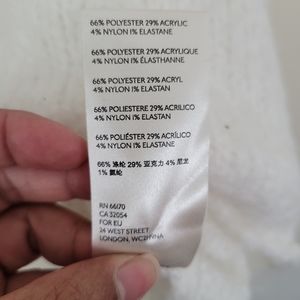 66% POLYESTER 29% ACRYLIC
4% NYLON 1% ELASTANE
66% POLYESTER 29% ACRYLIQUE
4% NYLON 1% ÉLASTHANNE
66% POLYESTER 29% ACRYL
4% NYLON 1% ELASTAN
66% POLIESTERE 29% ACRILICO
4% NYLON 1% ELASTAN
66% POLIÉSTER 29% ACRÍLICO
4% NYLON 1% ELASTANE
66% 涤纶 29% 亚克力 4% 尼龙
1% 氨纶
RN 66170
CA 32054
FOR EU
24 WEST STREET
LONDON, WC2H9NA